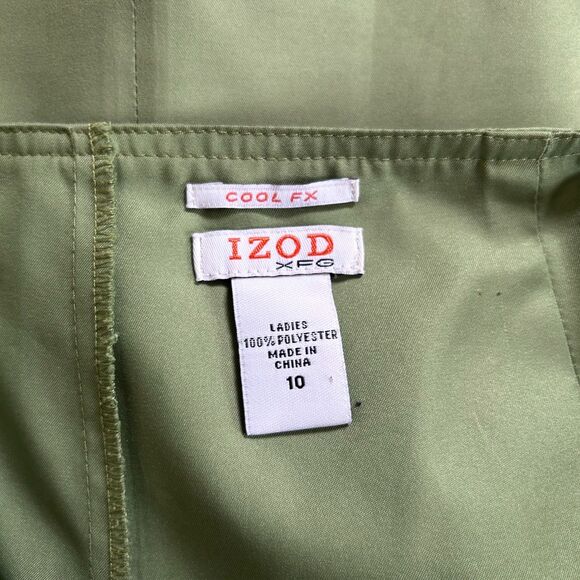 COOL FX
IZOD
XFG
LADIES
100% POLYESTER
MADE IN
CHINA
10